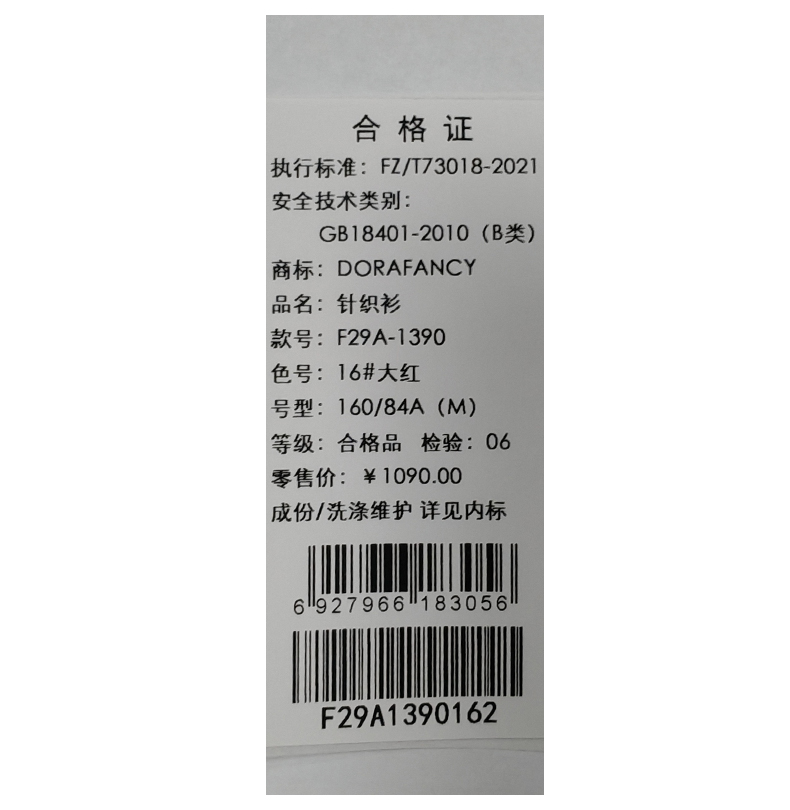 合格证
执行标准：FZ/T73018-2021
安全技术类别：
GB18401-2010（B类）
商标：DORAFANCY
品名：针织衫
款号：F29A-1390
色号：16#大红
号型：160/84A（M）
等级：合格品 检验：06
零售价：￥1090.00
成份/洗涤维护 详见内标
6 927966 183056
F29A1390162